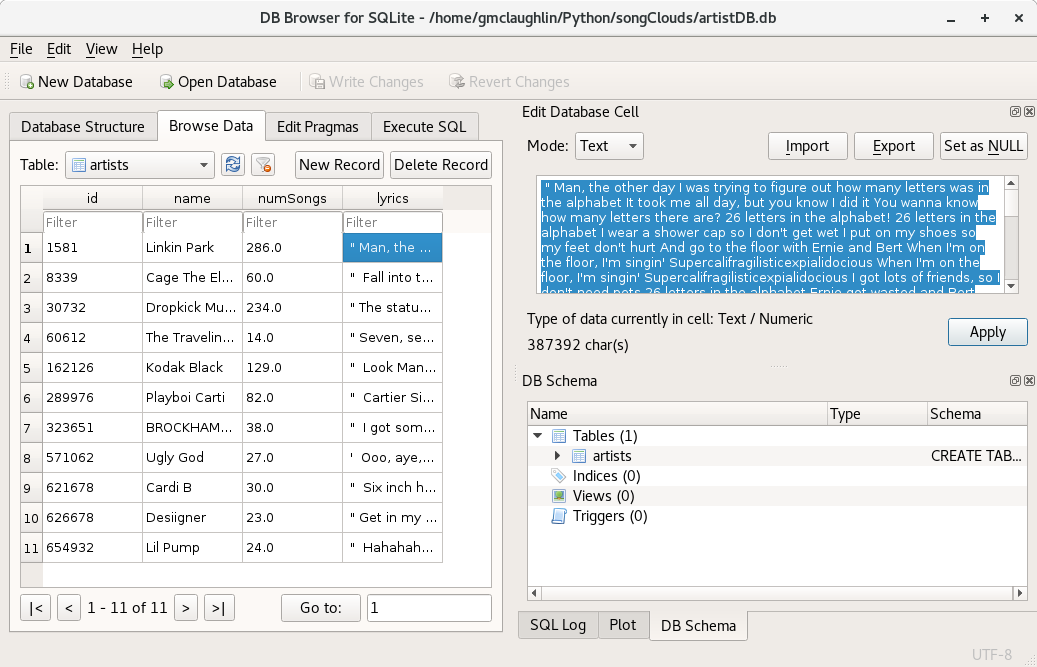 DB Browser for SQLite - /home/gmclaughlin/Python/songClouds/artistDB.db
File Edit View Help
New Database Open Database Write Changes Revert Changes
Database Structure Browse Data Edit Pragmas Execute SQL
Table: artists New Record Delete Record
id name numSongs lyrics
Filter Filter Filter Filter
1 1581 Linkin Park 286.0 " Man, the ...
2 8339 Cage The El... 60.0 " Fall into t...
3 30732 Dropkick Mu... 234.0 " The statu...
4 60612 The Travelin... 14.0 " Seven, se...
5 162126 Kodak Black 129.0 " Look Man...
6 289976 Playboi Carti 82.0 " Cartier Si...
7 323651 BROCKHAM... 38.0 " I got som...
8 571062 Ugly God 27.0 ' Ooo, aye,...
9 621678 Cardi B 30.0 " Six inch h...
10 626678 Desiigner 23.0 " Get in my ...
11 654932 Lil Pump 24.0 " Hahahah...
|< < 1 - 11 of 11 > >| Go to: 1
Edit Database Cell
Mode: Text Import Export Set as NULL
" Man, the other day I was trying to figure out how many letters was in
the alphabet It took me all day, but you know I did it You wanna know
how many letters there are? 26 letters in the alphabet! 26 letters in the
alphabet I wear a shower cap so I don't get wet I put on my shoes so
my feet don't hurt And go to the floor with Ernie and Bert When I'm on
the floor, I'm singin' Supercalifragilisticexpialidocious When I'm on the
floor, I'm singin' Supercalifragilisticexpialidocious I got lots of friends, so I
don't need pets 26 letters in the alphabet Ernie got wasted and Bert
Type of data currently in cell: Text / Numeric
387392 char(s)
Apply
DB Schema
Name Type Schema
Tables (1)
artists CREATE TAB...
Indices (0)
Views (0)
Triggers (0)
SQL Log Plot DB Schema
UTF-8